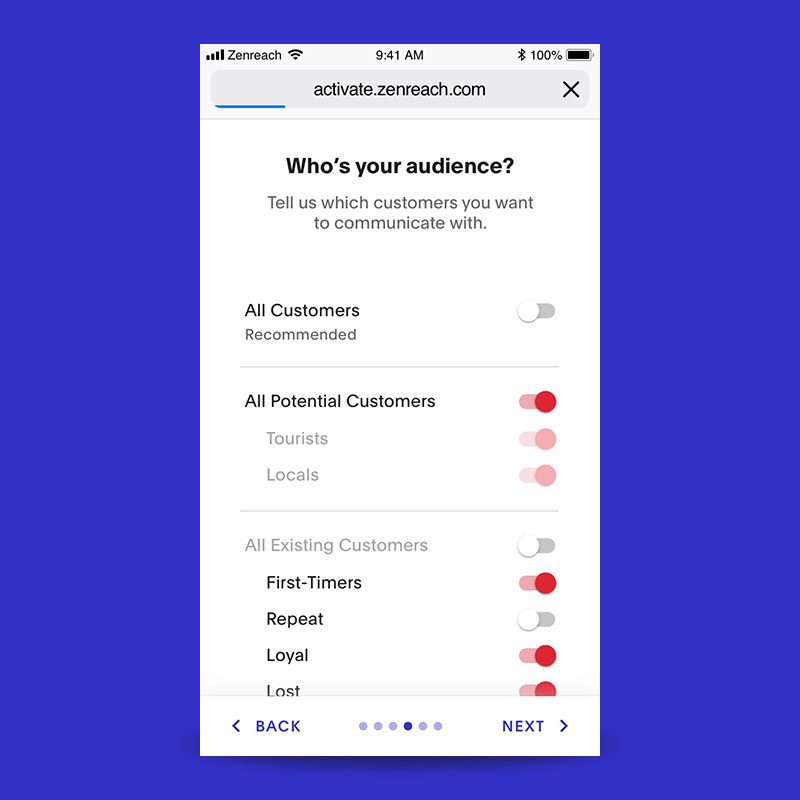 Zenreach 9:41 AM 100%
activate.zenreach.com
Who's your audience?
Tell us which customers you want
to communicate with.
All Customers
Recommended
All Potential Customers
Tourists
Locals
All Existing Customers
First-Timers
Repeat
Loyal
Lost
BACK NEXT